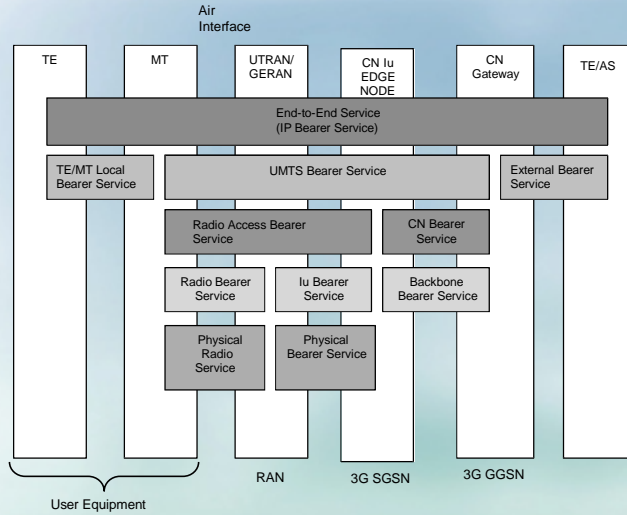 Air
Interface
TE
MT
UTRAN/
GERAN
CN Iu
EDGE
NODE
CN
Gateway
TE/AS
End-to-End Service
(IP Bearer Service)
TE/MT Local
Bearer Service
UMTS Bearer Service
External Bearer
Service
Radio Access Bearer
Service
CN Bearer
Service
Radio Bearer
Service
Iu Bearer
Service
Backbone
Bearer Service
Physical
Radio
Service
Physical
Bearer Service
RAN
3G SGSN
3G GGSN
User Equipment